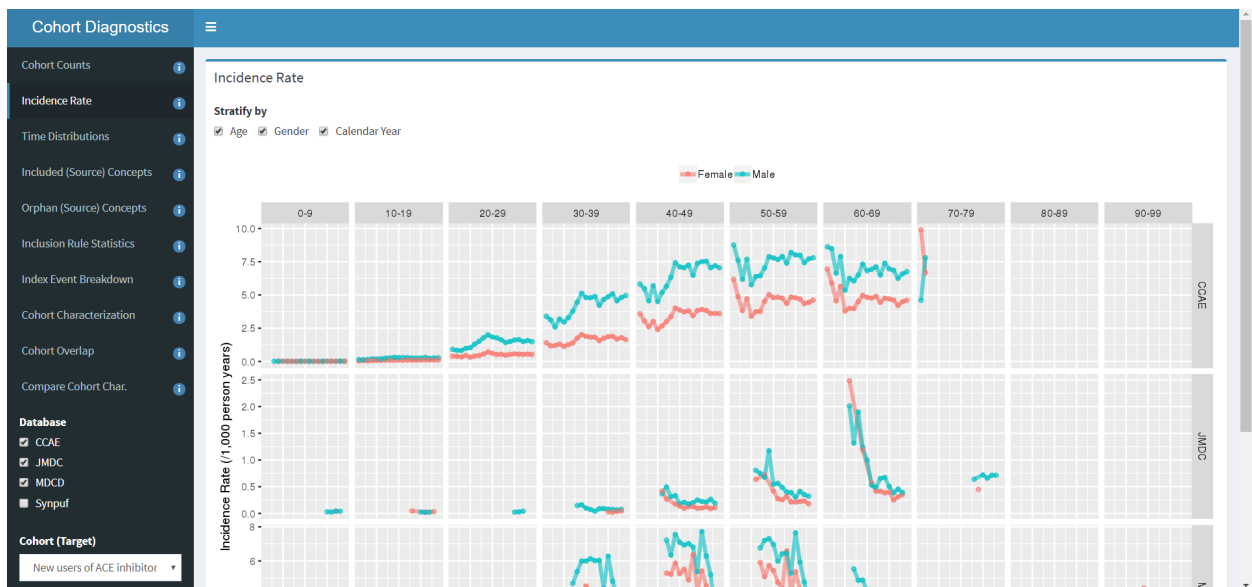 Cohort Diagnostics
Cohort Counts
Incidence Rate
Time Distributions
Included (Source) Concepts
Orphan (Source) Concepts
Inclusion Rule Statistics
Index Event Breakdown
Cohort Characterization
Cohort Overlap
Compare Cohort Char.
Database
CCAE
JMDC
MDCD
Synpuf
Cohort (Target)
New users of ACE inhibitor
Incidence Rate
Stratify by
Age Gender Calendar Year
Female Male
0-9 10-19 20-29 30-39 40-49 50-59 60-69 70-79 80-89 90-99
Incidence Rate (/1,000 person years)
10.0
7.5
5.0
2.5
0.0
CCAE
2.5
2.0
1.5
1.0
0.5
0.0
JMDC
8
6